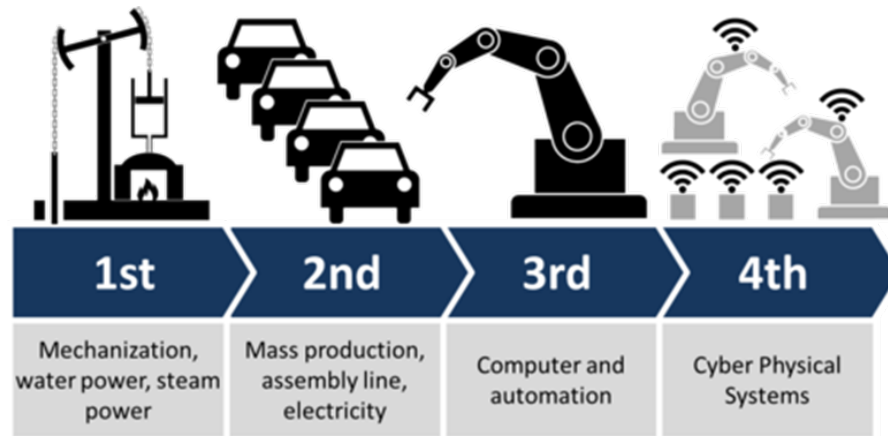 1st
2nd
3rd
4th
Mechanization,
water power, steam
power
Mass production,
assembly line,
electricity
Computer and
automation
Cyber Physical
Systems